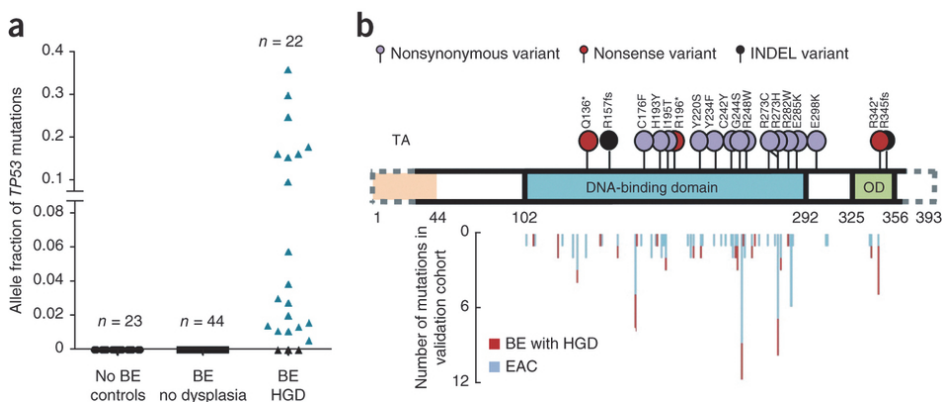 a
Allele fraction of TP53 mutations
0.4
0.3
0.2
0.1
0.08
0.06
0.04
0.02
0
n = 23
n = 44
n = 22
No BE
controls
BE
no dysplasia
BE
HGD
b
Nonsynonymous variant
Nonsense variant
INDEL variant
Q136*
R157fs
C176F
H193Y
I195T
R196*
Y220S
Y234F
C242Y
G244S
R248W
R273C
R273H
R282W
E285K
E298K
R342*
R345fs
TA
DNA-binding domain
OD
1
44
102
292
325
356
393
Number of mutations in
validation cohort
0
6
12
BE with HGD
EAC